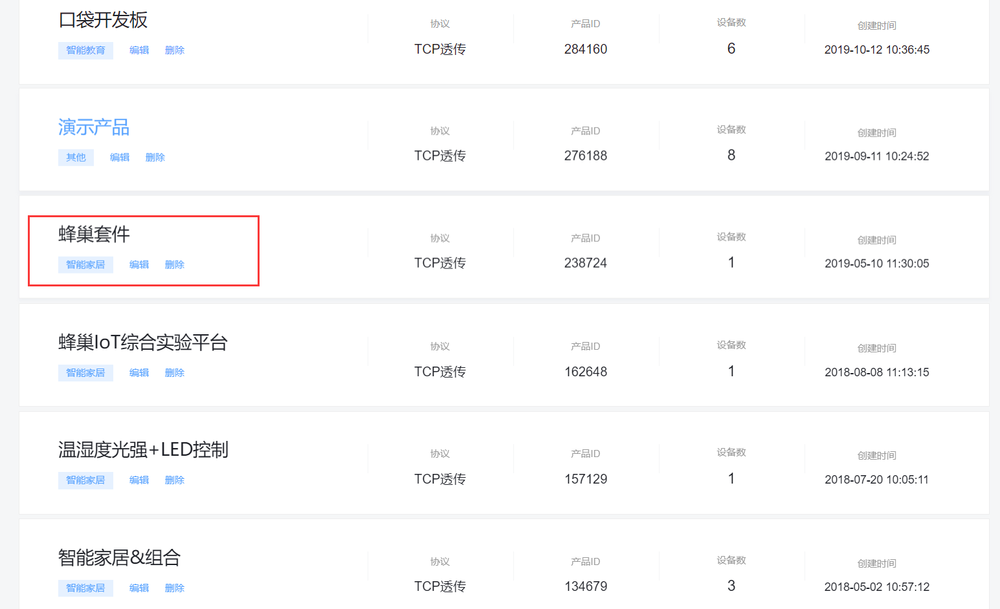 口袋开发板
智能教育 编辑 删除
协议 产品ID 设备数 创建时间
TCP透传 284160 6 2019-10-12 10:36:45
演示产品
其他 编辑 删除
协议 产品ID 设备数 创建时间
TCP透传 276188 8 2019-09-11 10:24:52
蜂巢套件
智能家居 编辑 删除
协议 产品ID 设备数 创建时间
TCP透传 238724 1 2019-05-10 11:30:05
蜂巢IoT综合实验平台
智能家居 编辑 删除
协议 产品ID 设备数 创建时间
TCP透传 162648 1 2018-08-08 11:13:15
温湿度光强+LED控制
智能家居 编辑 删除
协议 产品ID 设备数 创建时间
TCP透传 157129 1 2018-07-20 10:05:11
智能家居&组合
智能家居 编辑 删除
协议 产品ID 设备数 创建时间
TCP透传 134679 3 2018-05-02 10:57:12